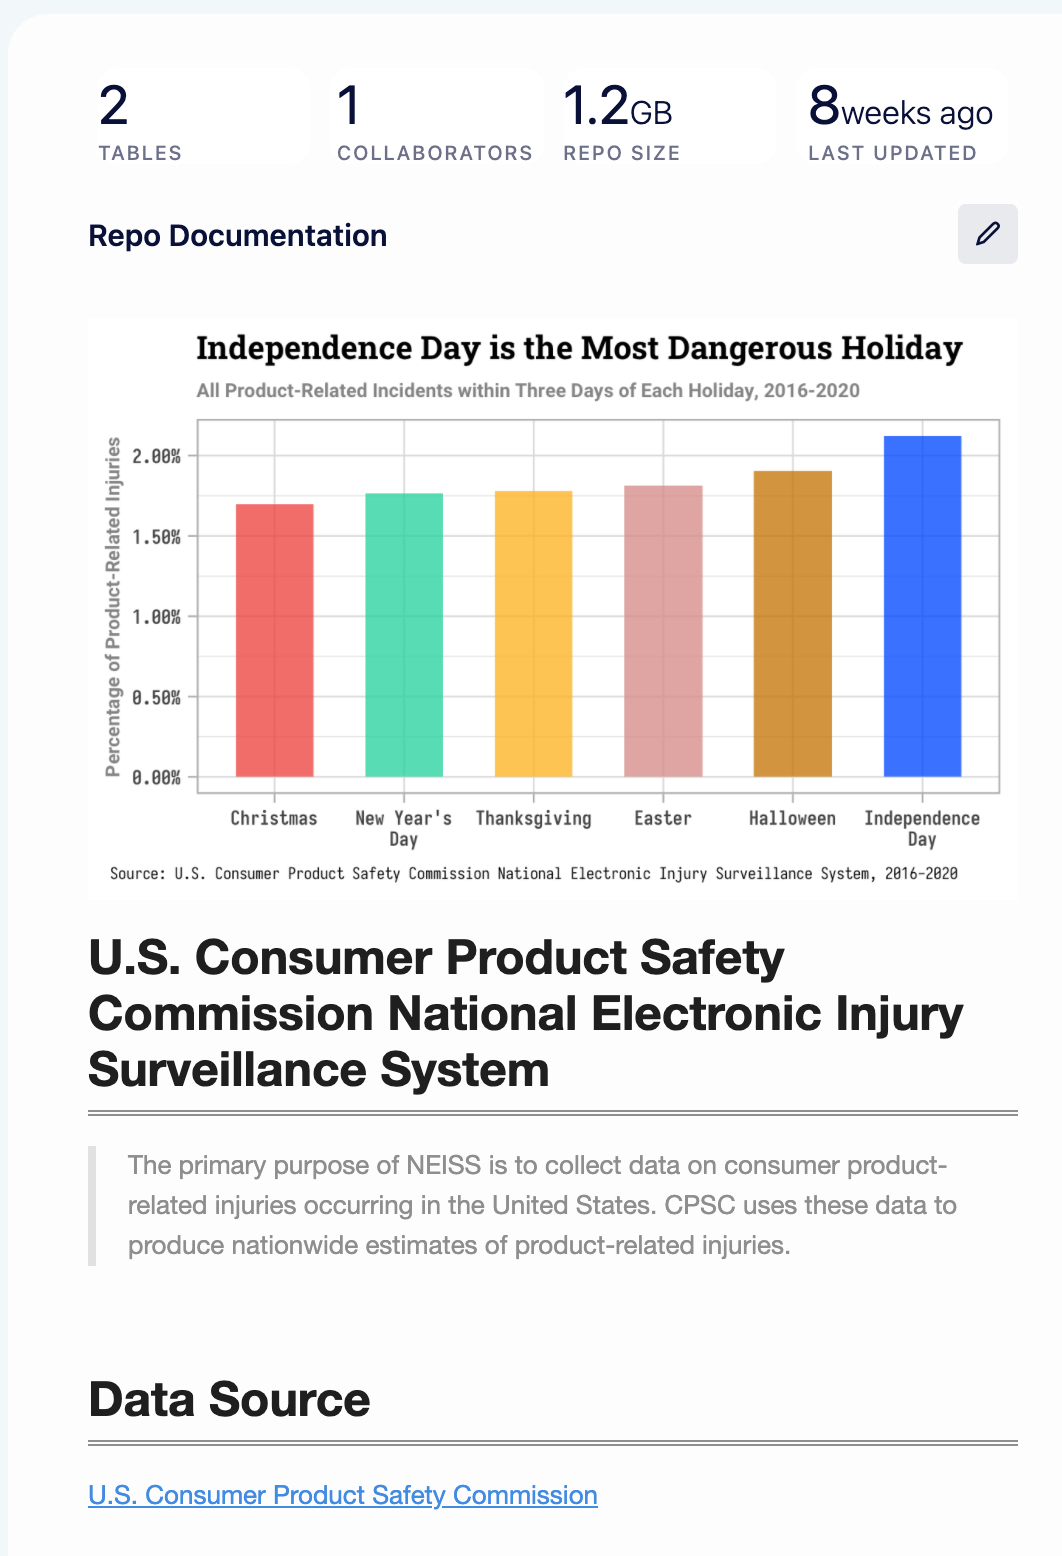 2
TABLES
1
COLLABORATORS
1.2GB
REPO SIZE
8weeks ago
LAST UPDATED
Repo Documentation
Independence Day is the Most Dangerous Holiday
All Product-Related Incidents within Three Days of Each Holiday, 2016-2020
Percentage of Product-Related Injuries
2.00%
1.50%
1.00%
0.50%
0.00%
Christmas
New Year's
Day
Thanksgiving
Easter
Halloween
Independence
Day
Source: U.S. Consumer Product Safety Commission National Electronic Injury Surveillance System, 2016-2020
U.S. Consumer Product Safety
Commission National Electronic Injury
Surveillance System
The primary purpose of NEISS is to collect data on consumer product-
related injuries occurring in the United States. CPSC uses these data to
produce nationwide estimates of product-related injuries.
Data Source
U.S. Consumer Product Safety Commission